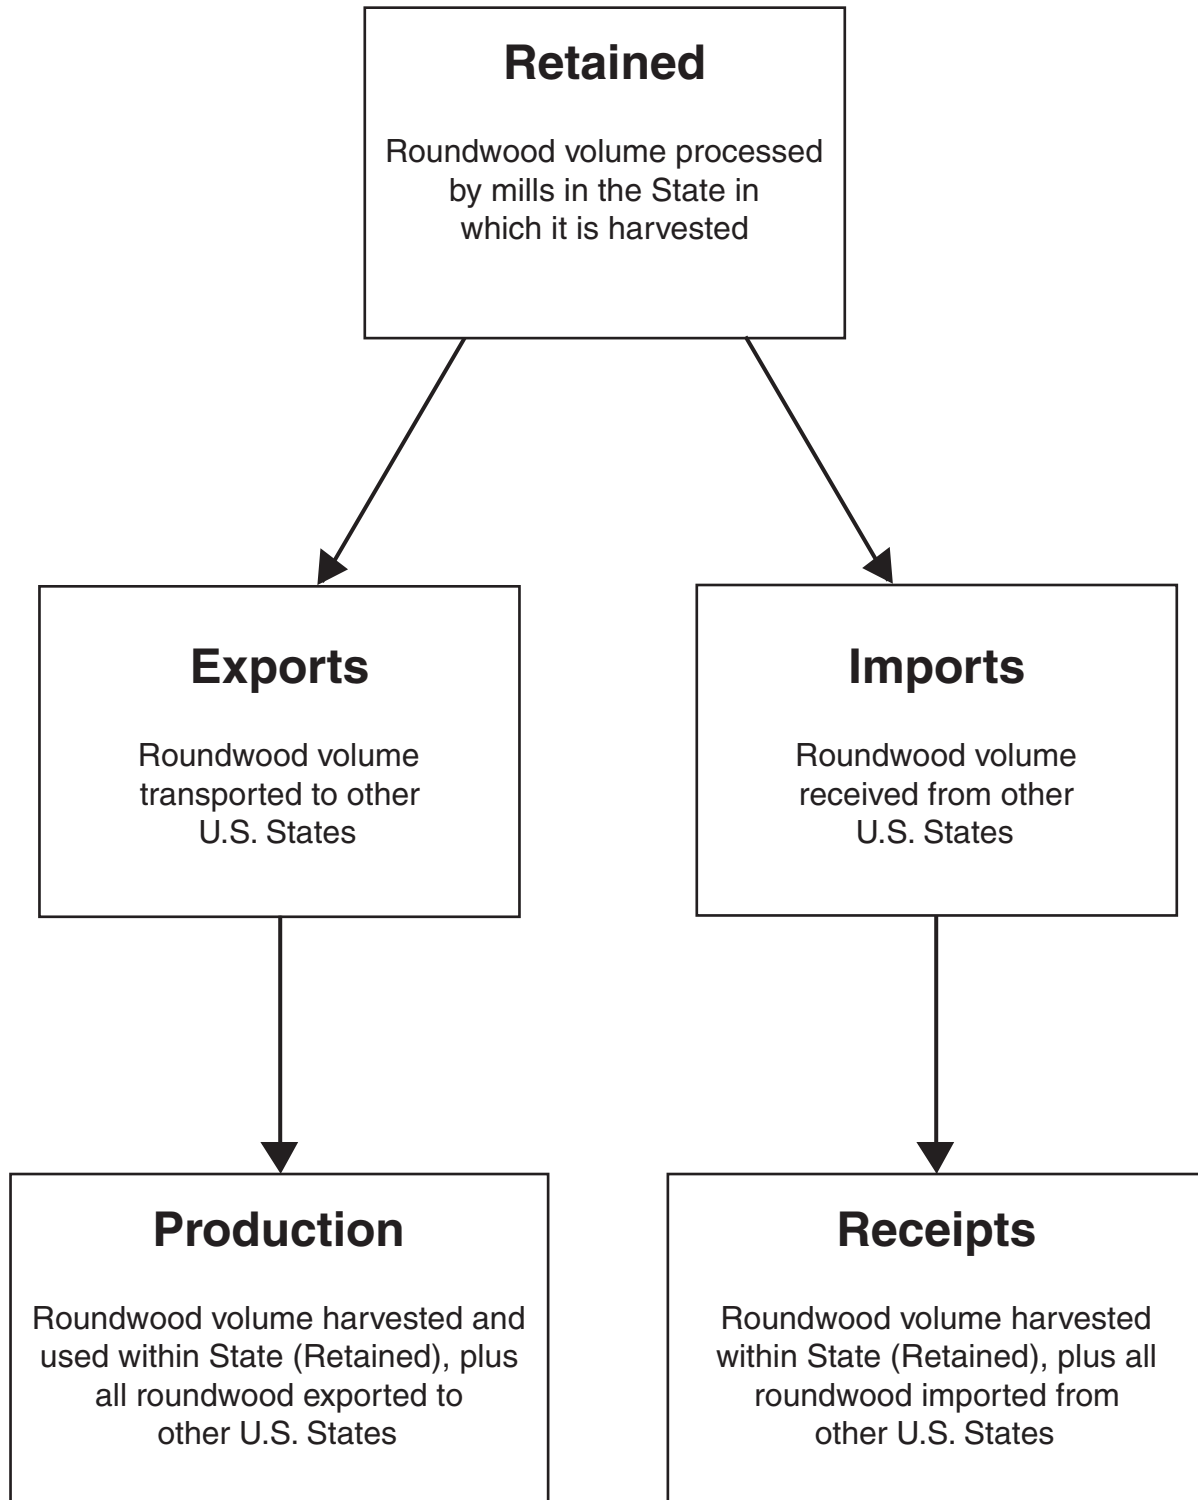 Retained
Roundwood volume processed
by mills in the State in
which it is harvested
Exports
Roundwood volume
transported to other
U.S. States
Imports
Roundwood volume
received from other
U.S. States
Production
Roundwood volume harvested and
used within State (Retained), plus
all roundwood exported to
other U.S. States
Receipts
Roundwood volume harvested
within State (Retained), plus all
roundwood imported from
other U.S. States